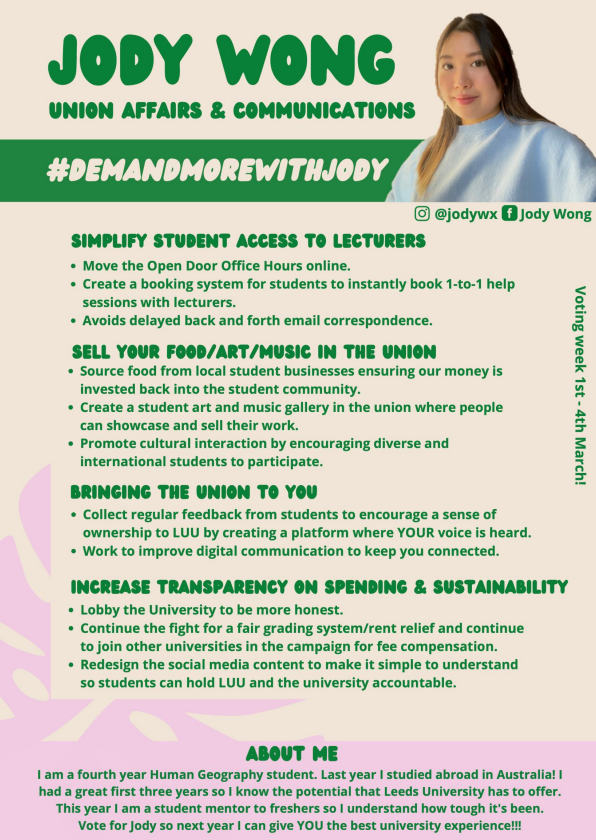 JODY WONG
UNION AFFAIRS & COMMUNICATIONS
#DEMANDMOREWITHJODY
@jodywx Jody Wong
SIMPLIFY STUDENT ACCESS TO LECTURERS
• Move the Open Door Office Hours online.
• Create a booking system for students to instantly book 1-to-1 help
sessions with lecturers.
• Avoids delayed back and forth email correspondence.
SELL YOUR FOOD/ART/MUSIC IN THE UNION
• Source food from local student businesses ensuring our money is
invested back into the student community.
• Create a student art and music gallery in the union where people
can showcase and sell their work.
• Promote cultural interaction by encouraging diverse and
international students to participate.
BRINGING THE UNION TO YOU
• Collect regular feedback from students to encourage a sense of
ownership to LUU by creating a platform where YOUR voice is heard.
• Work to improve digital communication to keep you connected.
INCREASE TRANSPARENCY ON SPENDING & SUSTAINABILITY
• Lobby the University to be more honest.
• Continue the fight for a fair grading system/rent relief and continue
to join other universities in the campaign for fee compensation.
• Redesign the social media content to make it simple to understand
so students can hold LUU and the university accountable.
Voting week 1st - 4th March!
ABOUT ME
I am a fourth year Human Geography student. Last year I studied abroad in Australia! I
had a great first three years so I know the potential that Leeds University has to offer.
This year I am a student mentor to freshers so I understand how tough it's been.
Vote for Jody so next year I can give YOU the best university experience!!!